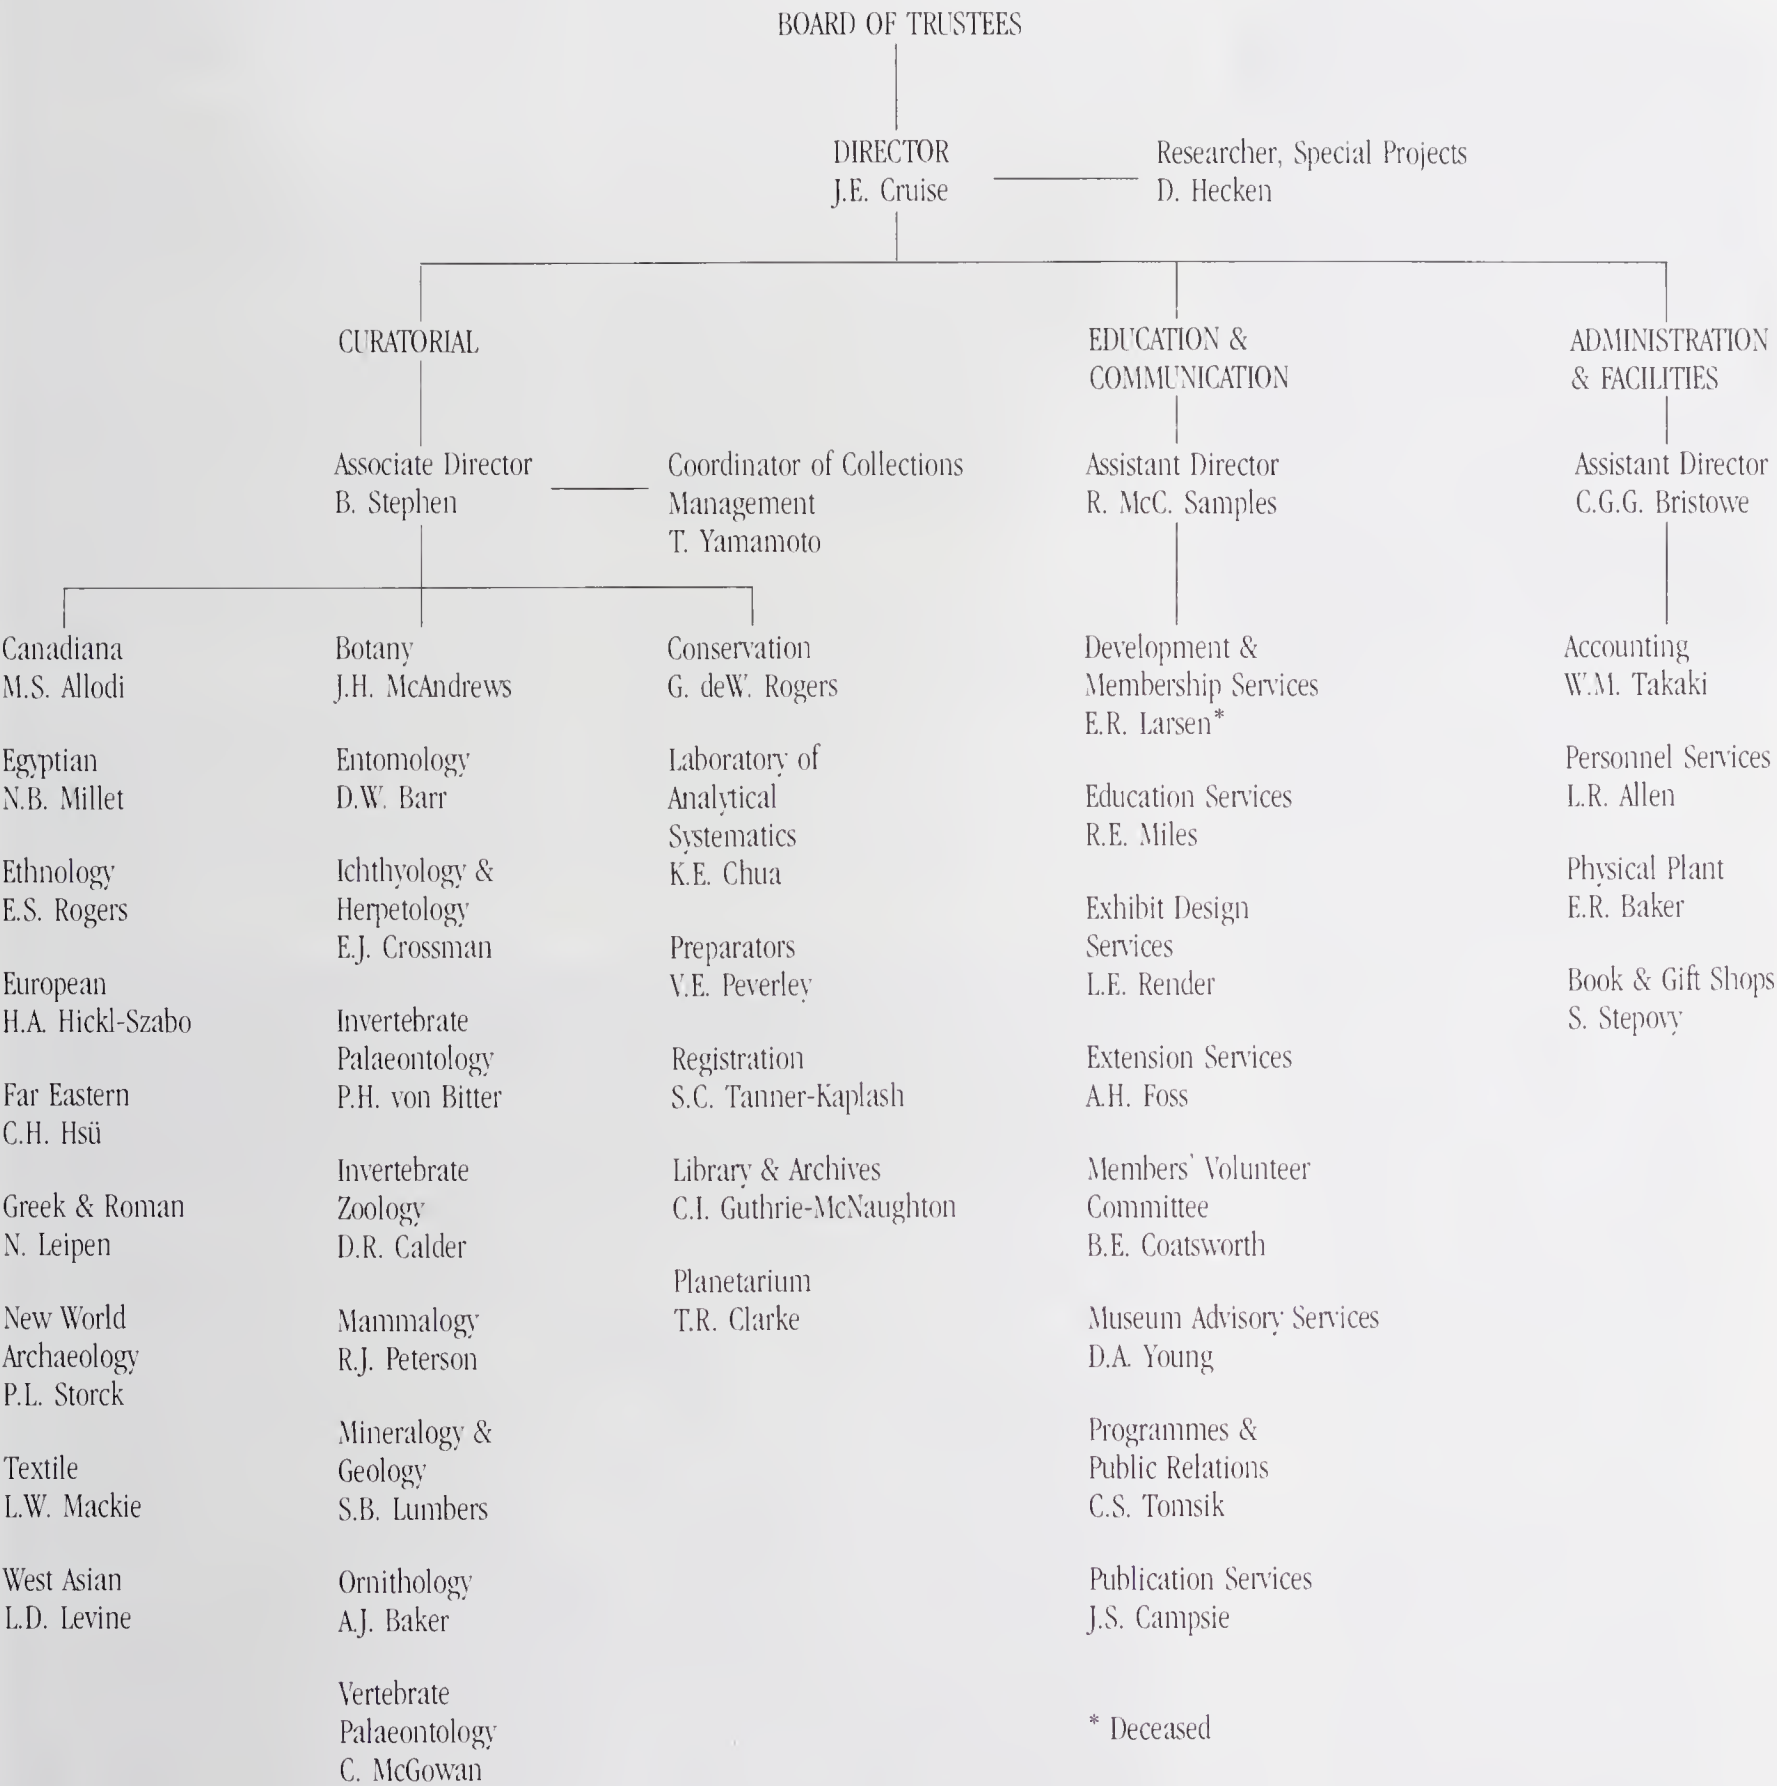 BOARD OF TRUSTEES
DIRECTOR
J.E. Cruise
Researcher, Special Projects
D. Hecken
CURATORIAL
EDUCATION &
COMMUNICATION
ADMINISTRATION
& FACILITIES
Associate Director
B. Stephen
Coordinator of Collections
Management
T. Yamamoto
Assistant Director
R. McC. Samples
Assistant Director
C.G.G. Bristowe
Canadiana
M.S. Allodi
Egyptian
N.B. Millet
Ethnology
E.S. Rogers
European
H.A. Hickl-Szabo
Far Eastern
C.H. Hsü
Greek & Roman
N. Leipen
New World
Archaeology
P.L. Storck
Textile
L.W. Mackie
West Asian
L.D. Levine
Botany
J.H. McAndrews
Entomology
D.W. Barr
Ichthyology &
Herpetology
E.J. Crossman
Invertebrate
Palaeontology
P.H. von Bitter
Invertebrate
Zoology
D.R. Calder
Mammalogy
R.J. Peterson
Mineralogy &
Geology
S.B. Lumbers
Ornithology
A.J. Baker
Vertebrate
Palaeontology
C. McGowan
Conservation
G. deW. Rogers
Laboratory of
Analytical
Systematics
K.E. Chua
Preparators
V.E. Peverley
Registration
S.C. Tanner-Kaplash
Library & Archives
C.I. Guthrie-McNaughton
Planetarium
T.R. Clarke
Development &
Membership Services
E.R. Larsen*
Education Services
R.E. Miles
Exhibit Design
Services
L.E. Render
Extension Services
A.H. Foss
Members' Volunteer
Committee
B.E. Coatsworth
Museum Advisory Services
D.A. Young
Programmes &
Public Relations
C.S. Tomsik
Publication Services
J.S. Campsie
* Deceased
Accounting
W.M. Takaki
Personnel Services
L.R. Allen
Physical Plant
E.R. Baker
Book & Gift Shops
S. Stepovy